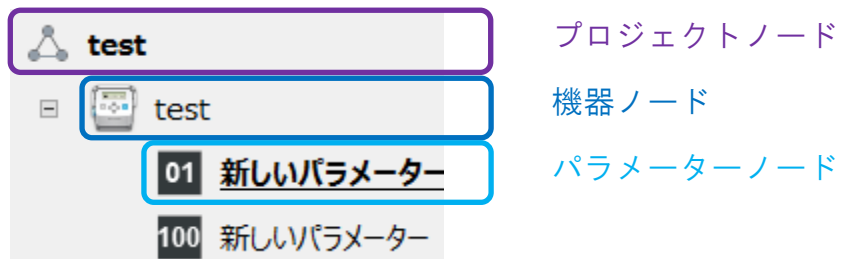 test プロジェクトノード
test 機器ノード
01 新しいパラメーター パラメーターノード
100 新しいパラメーター